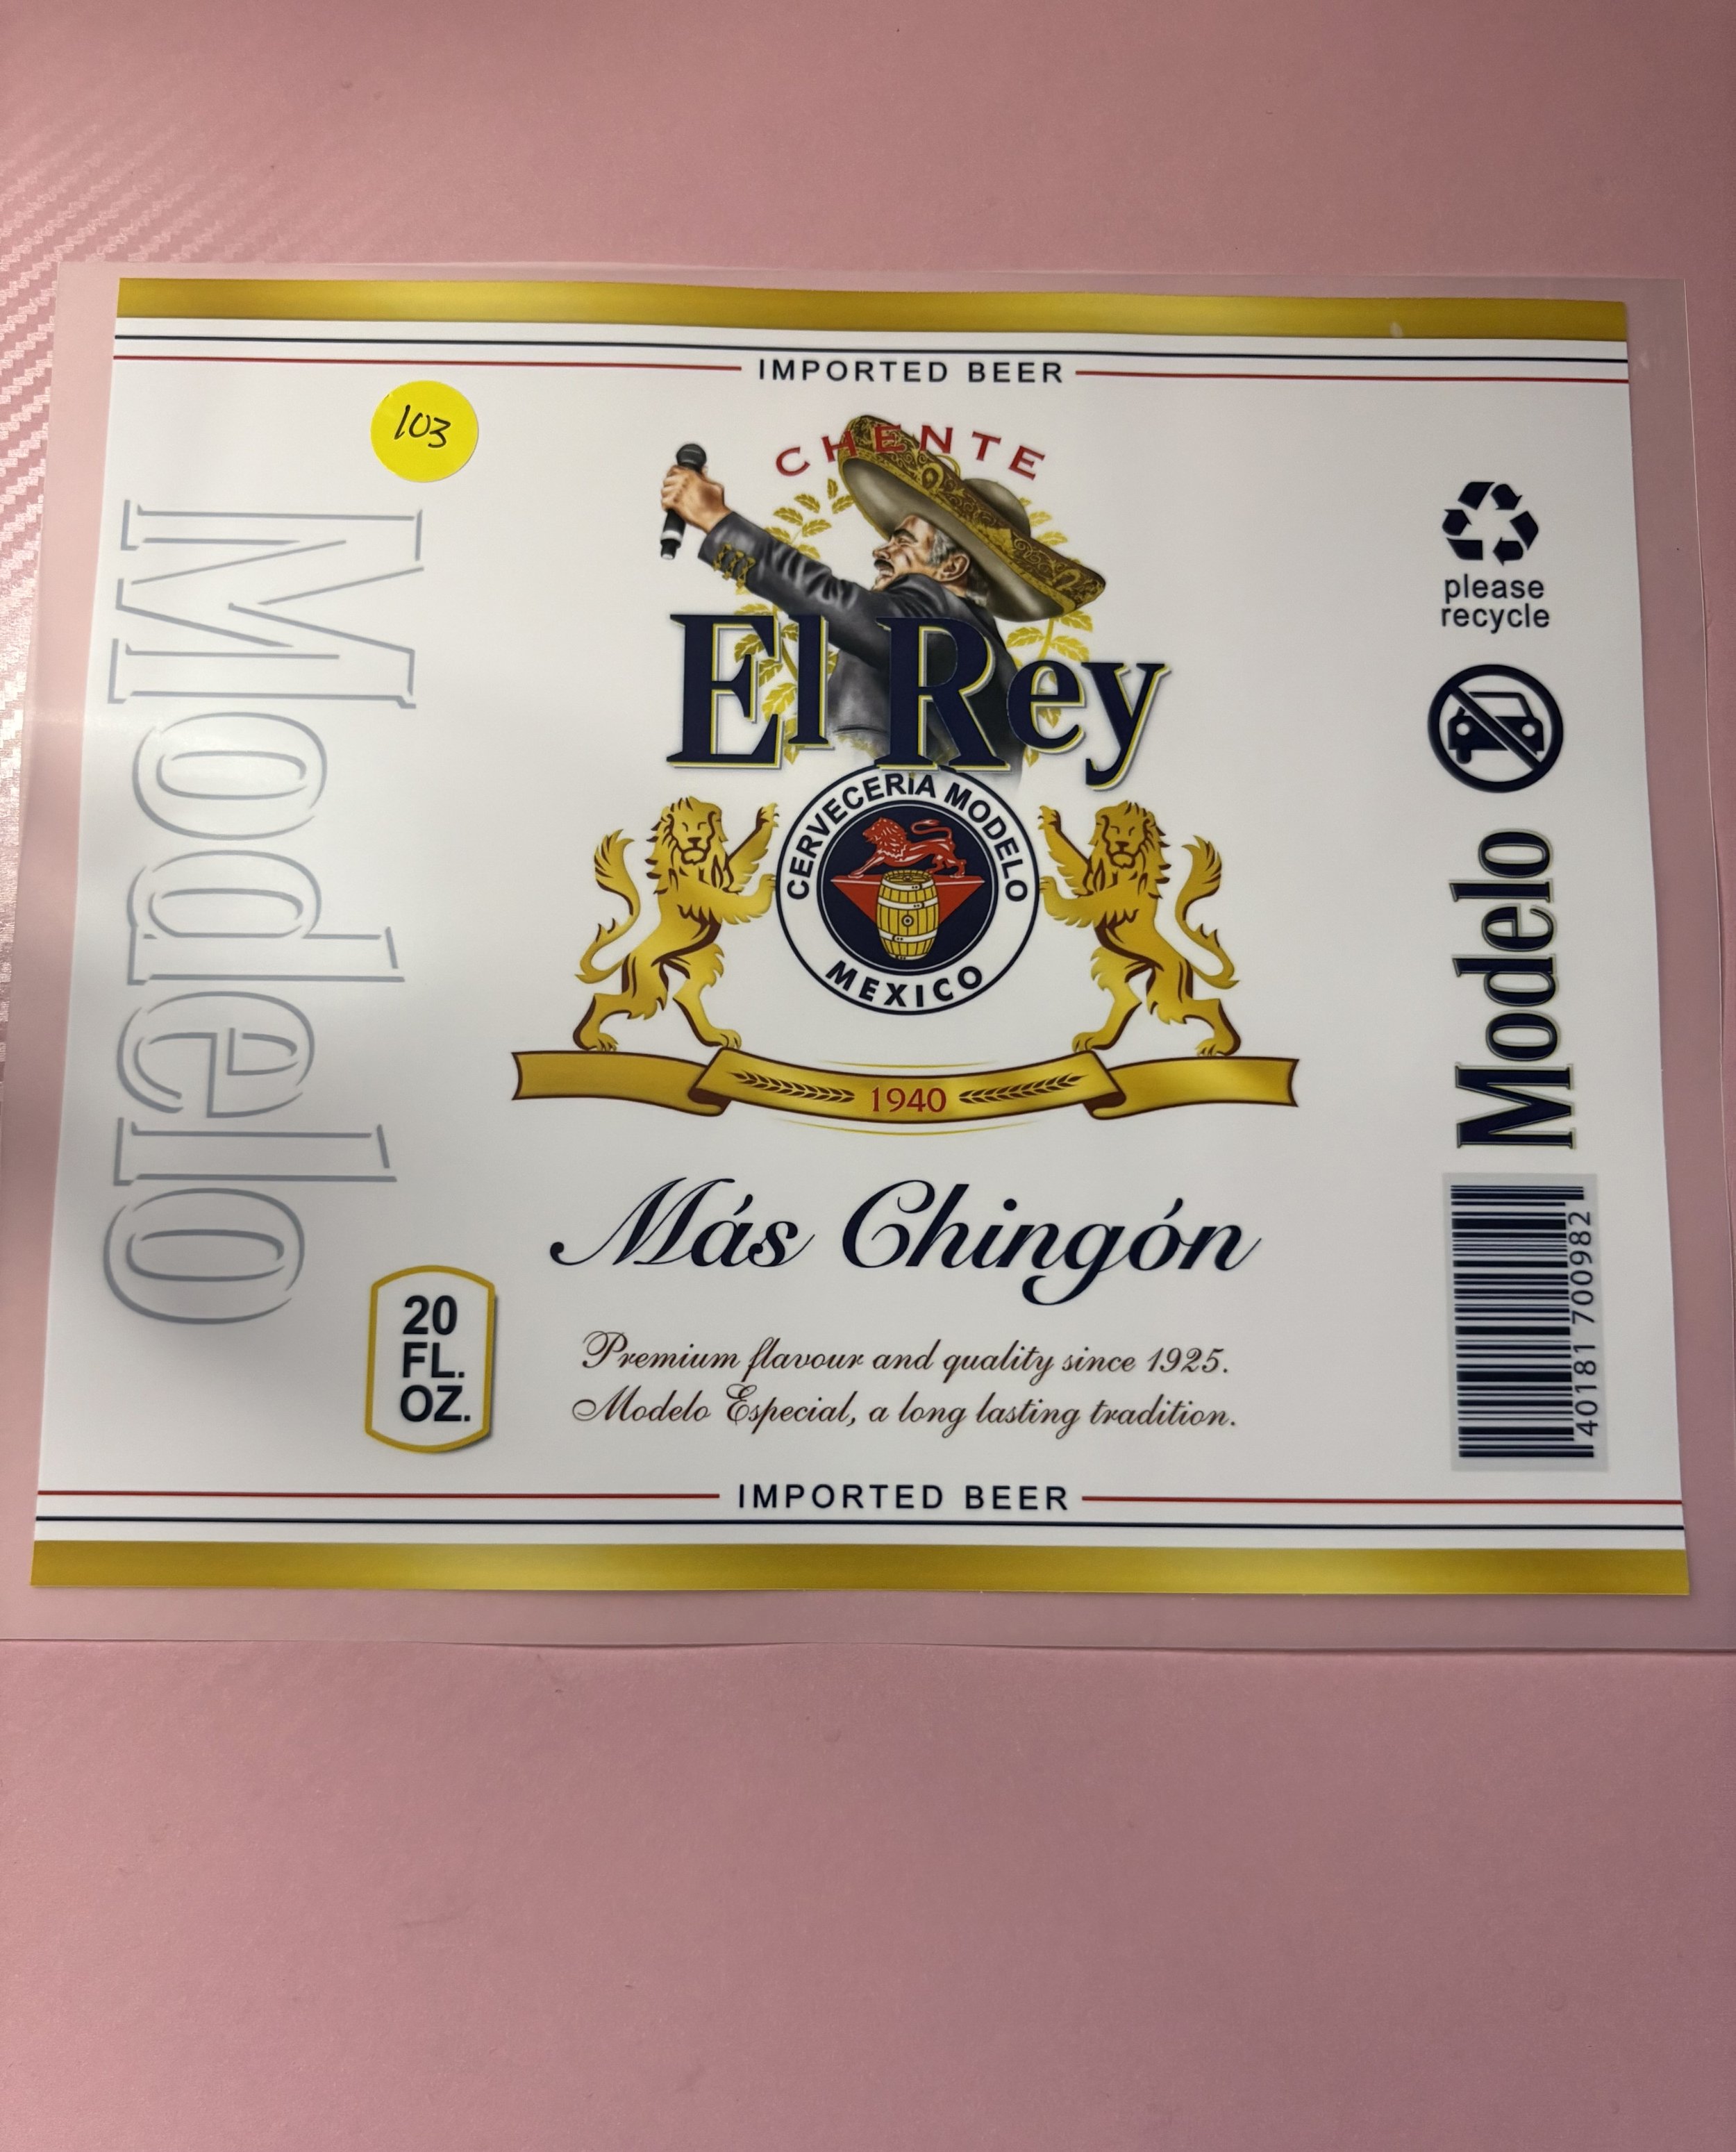 IMPORTED BEER
103
CHENTE
El Rey
CERVECERÍA MODELO
MEXICO
1940
Más Chingón
Premium flavour and quality since 1925.
Modelo Especial, a long lasting tradition.
20
FL.
OZ.
Modelo
please
recycle
Modelo
40181 700982
IMPORTED BEER